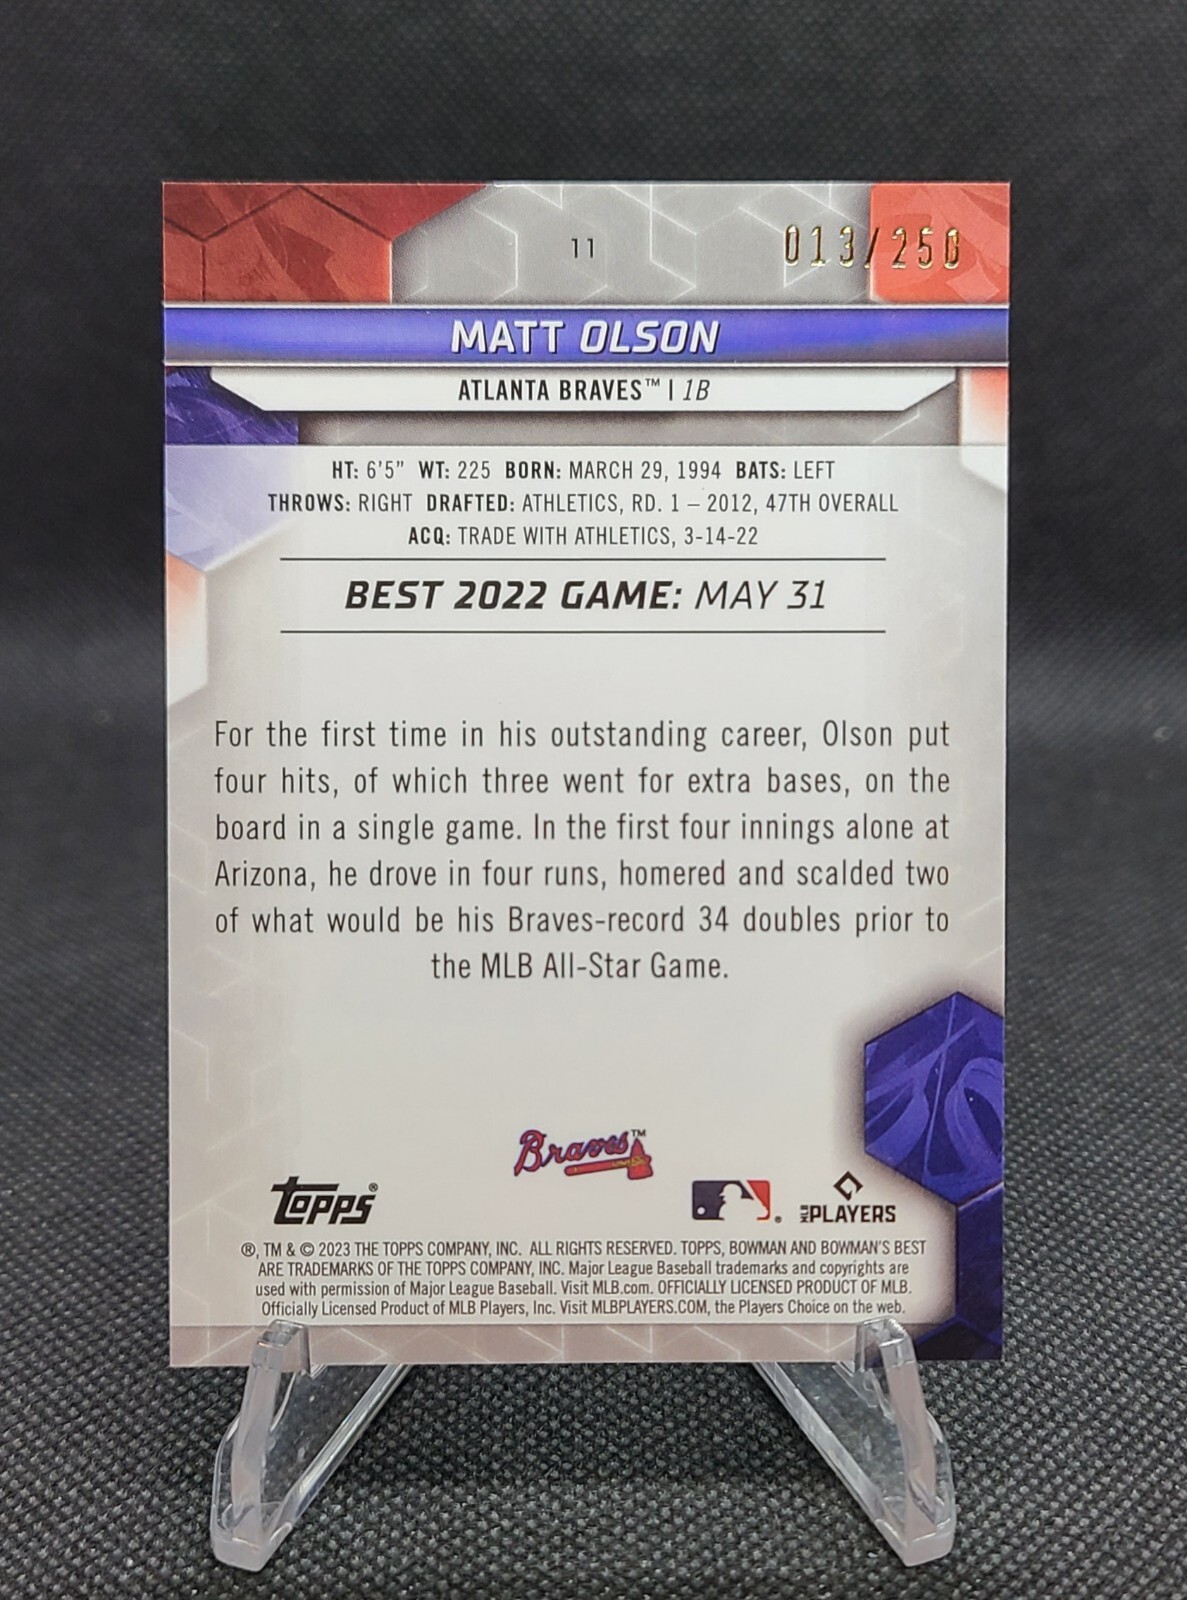 11
013/250
MATT OLSON
ATLANTA BRAVES™ | 1B
HT: 6'5" WT: 225 BORN: MARCH 29, 1994 BATS: LEFT
THROWS: RIGHT DRAFTED: ATHLETICS, RD. 1 – 2012, 47TH OVERALL
ACQ: TRADE WITH ATHLETICS, 3-14-22
BEST 2022 GAME: MAY 31
For the first time in his outstanding career, Olson put
four hits, of which three went for extra bases, on the
board in a single game. In the first four innings alone at
Arizona, he drove in four runs, homered and scalded two
of what would be his Braves-record 34 doubles prior to
the MLB All-Star Game.
Braves™
TOPPS®
®
MLB PLAYERS
®, TM & © 2023 THE TOPPS COMPANY, INC. ALL RIGHTS RESERVED. TOPPS, BOWMAN AND BOWMAN'S BEST
ARE TRADEMARKS OF THE TOPPS COMPANY, INC. Major League Baseball trademarks and copyrights are
used with permission of Major League Baseball. Visit MLB.com. OFFICIALLY LICENSED PRODUCT OF MLB.
Officially Licensed Product of MLB Players, Inc. Visit MLBPLAYERS.COM, the Players Choice on the web.